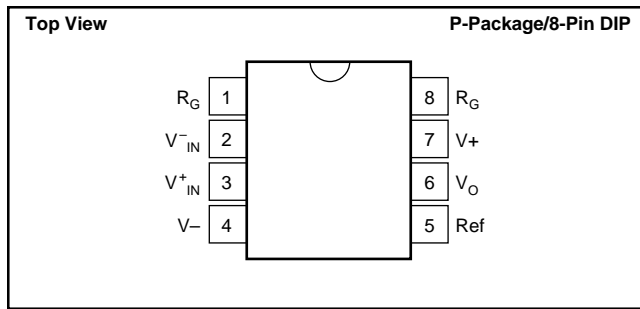 Top View P-Package/8-Pin DIP
R_G 1 8 R_G
V⁻_IN 2 7 V+
V⁺_IN 3 6 V_O
V– 4 5 Ref